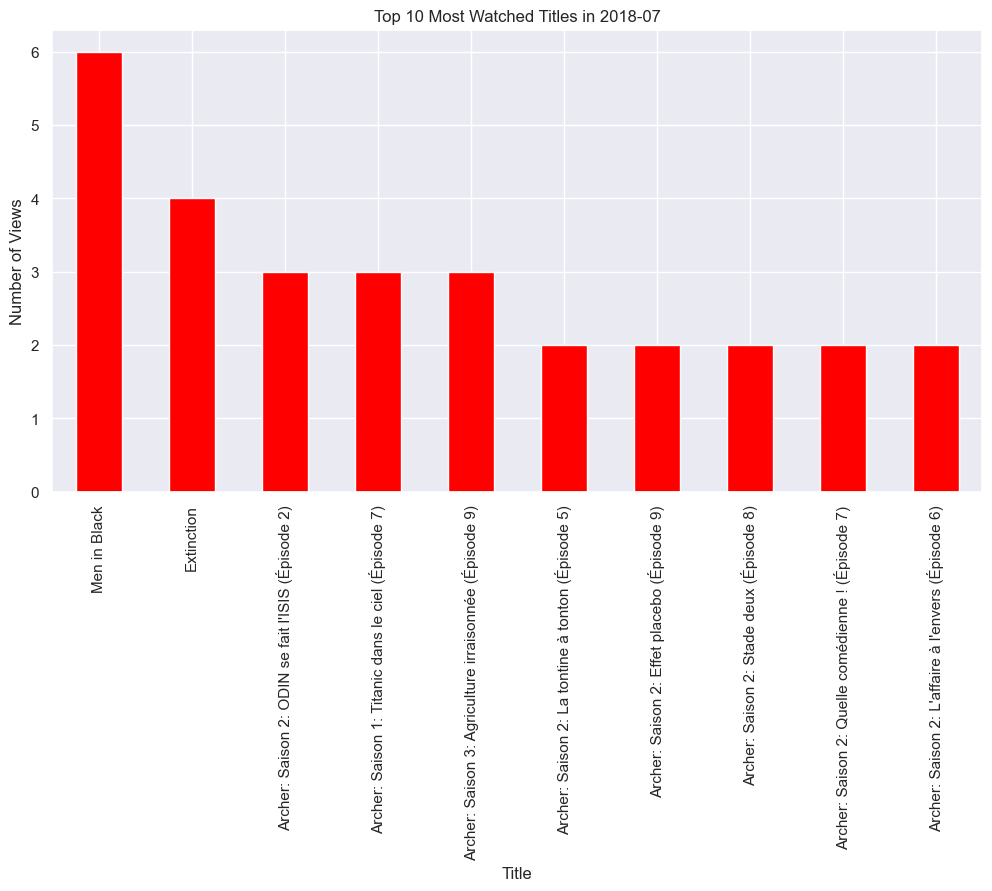 Top 10 Most Watched Titles in 2018-07
Number of Views
6
5
4
3
2
1
0
Men in Black
Extinction
Archer: Saison 2: ODIN se fait l'ISIS (Épisode 2)
Archer: Saison 1: Titanic dans le ciel (Épisode 7)
Archer: Saison 3: Agriculture irraisonnée (Épisode 9)
Archer: Saison 2: La tontine à tonton (Épisode 5)
Archer: Saison 2: Effet placebo (Épisode 9)
Archer: Saison 2: Stade deux (Épisode 8)
Archer: Saison 2: Quelle comédienne ! (Épisode 7)
Archer: Saison 2: L'affaire à l'envers (Épisode 6)
Title